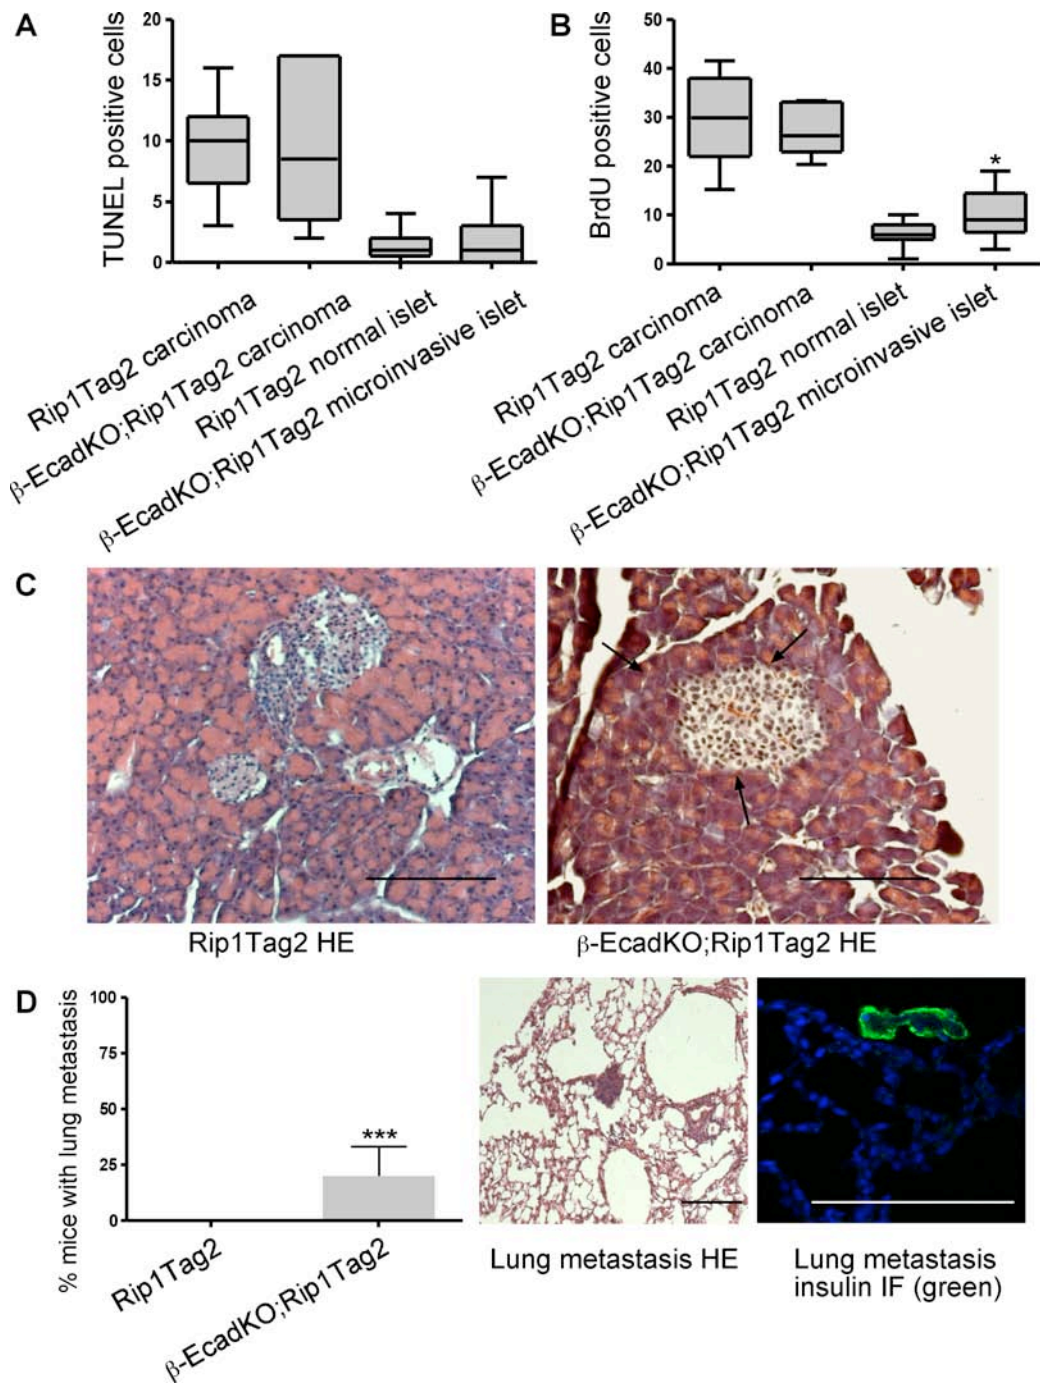 A
TUNEL positive cells
20
15
10
5
0
Rip1Tag2 carcinoma
β-EcadKO;Rip1Tag2 carcinoma
Rip1Tag2 normal islet
β-EcadKO;Rip1Tag2 microinvasive islet
B
BrdU positive cells
50
40
30
20
10
0
*
Rip1Tag2 carcinoma
β-EcadKO;Rip1Tag2 carcinoma
Rip1Tag2 normal islet
β-EcadKO;Rip1Tag2 microinvasive islet
C
Rip1Tag2 HE
β-EcadKO;Rip1Tag2 HE
D
% mice with lung metastasis
100
75
50
25
0
***
Rip1Tag2
β-EcadKO;Rip1Tag2
Lung metastasis HE
Lung metastasis
insulin IF (green)